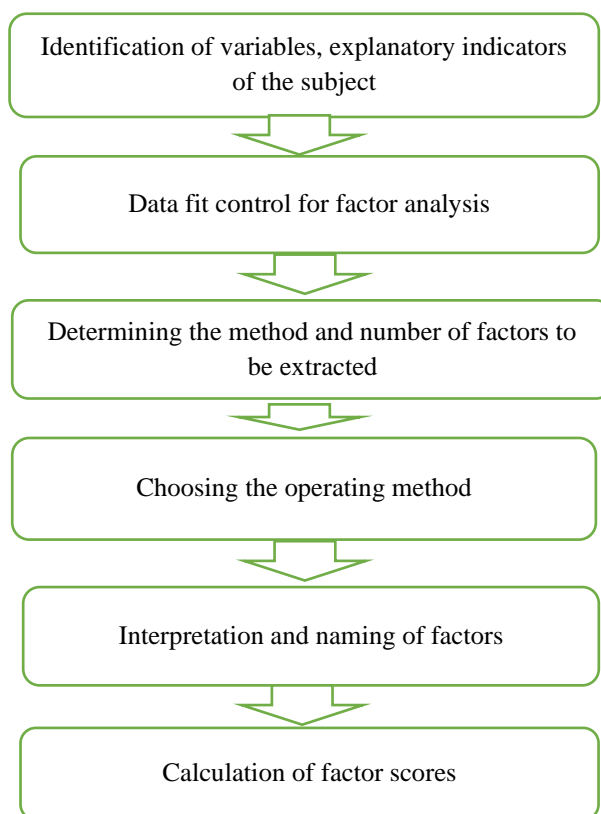 Identification of variables, explanatory indicators
of the subject
Data fit control for factor analysis
Determining the method and number of factors to
be extracted
Choosing the operating method
Interpretation and naming of factors
Calculation of factor scores